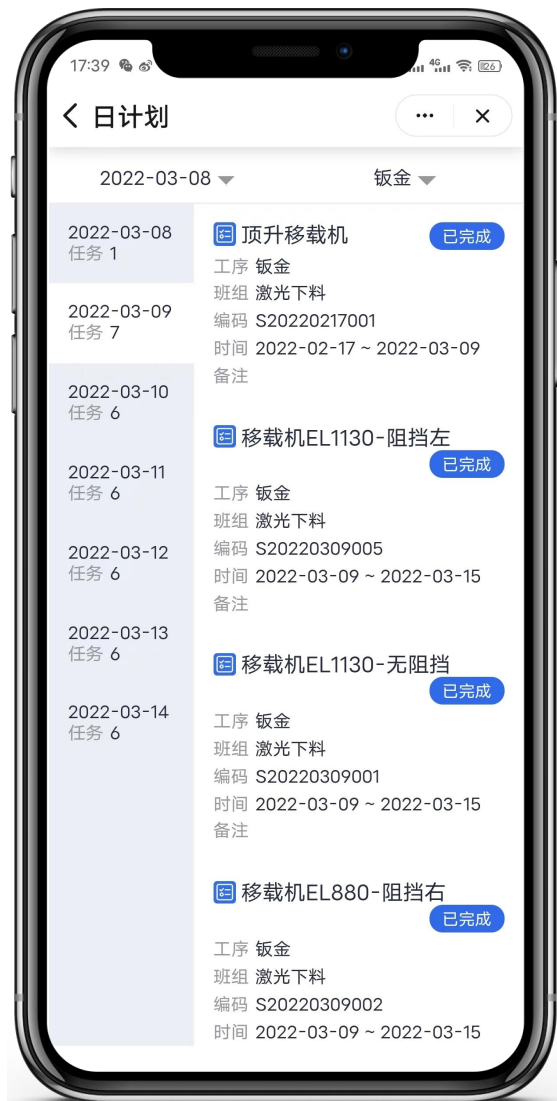 17:39
4G
26
日计划
2022-03-08
钣金
2022-03-08
任务 1
2022-03-09
任务 7
2022-03-10
任务 6
2022-03-11
任务 6
2022-03-12
任务 6
2022-03-13
任务 6
2022-03-14
任务 6
顶升移载机
已完成
工序 钣金
班组 激光下料
编码 S20220217001
时间 2022-02-17 ~ 2022-03-09
备注
移载机EL1130-阻挡左
已完成
工序 钣金
班组 激光下料
编码 S20220309005
时间 2022-03-09 ~ 2022-03-15
备注
移载机EL1130-无阻挡
已完成
工序 钣金
班组 激光下料
编码 S20220309001
时间 2022-03-09 ~ 2022-03-15
备注
移载机EL880-阻挡右
已完成
工序 钣金
班组 激光下料
编码 S20220309002
时间 2022-03-09 ~ 2022-03-15